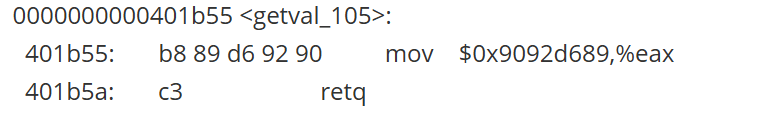 0000000000401b55 <getval_105>:
401b55: b8 89 d6 92 90 mov $0x9092d689,%eax
401b5a: c3 retq